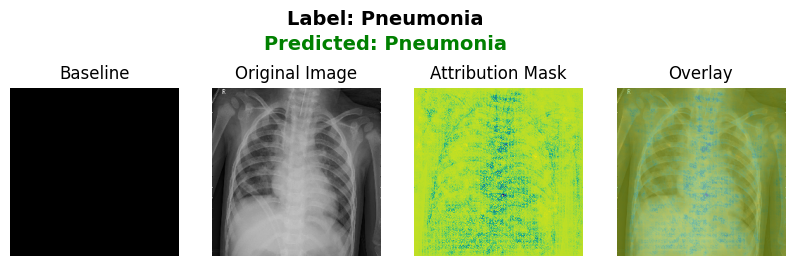 Label: Pneumonia
Predicted: Pneumonia
Baseline
Original Image
Attribution Mask
Overlay
R
R